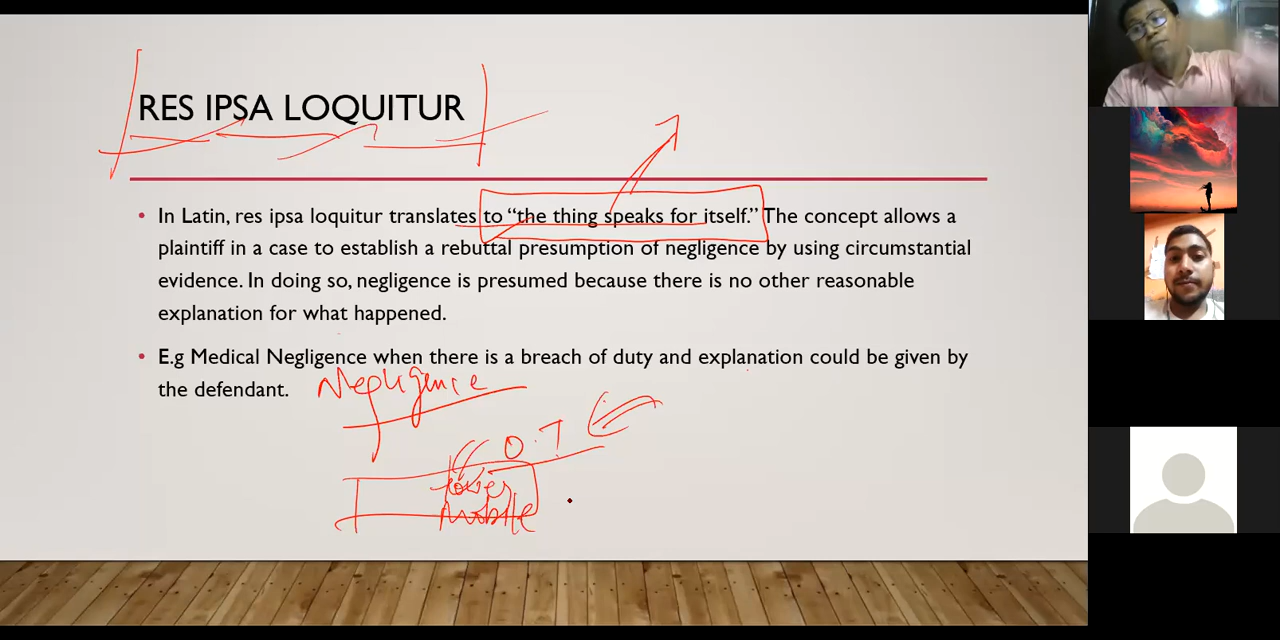 RES IPSA LOQUITUR
• In Latin, res ipsa loquitur translates to “the thing speaks for itself.” The concept allows a
plaintiff in a case to establish a rebuttal presumption of negligence by using circumstantial
evidence. In doing so, negligence is presumed because there is no other reasonable
explanation for what happened.
• E.g Medical Negligence when there is a breach of duty and explanation could be given by
the defendant.
Negligence
O.T
mobile